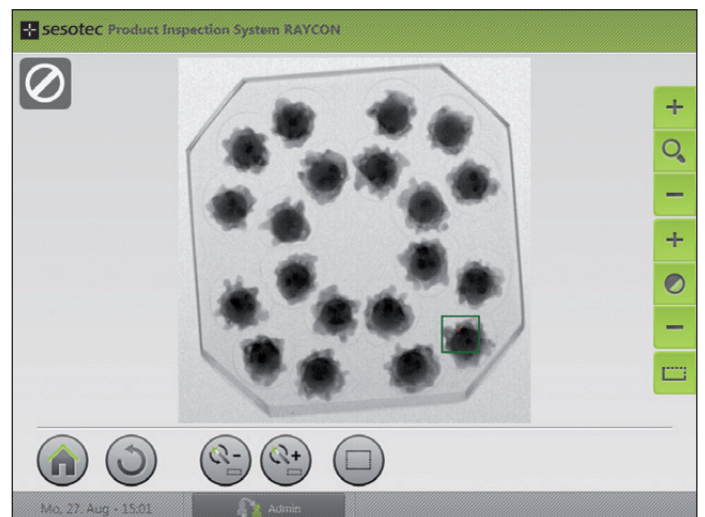 sesotec Product Inspection System RAYCON
Mo, 27. Aug - 15:01
Admin